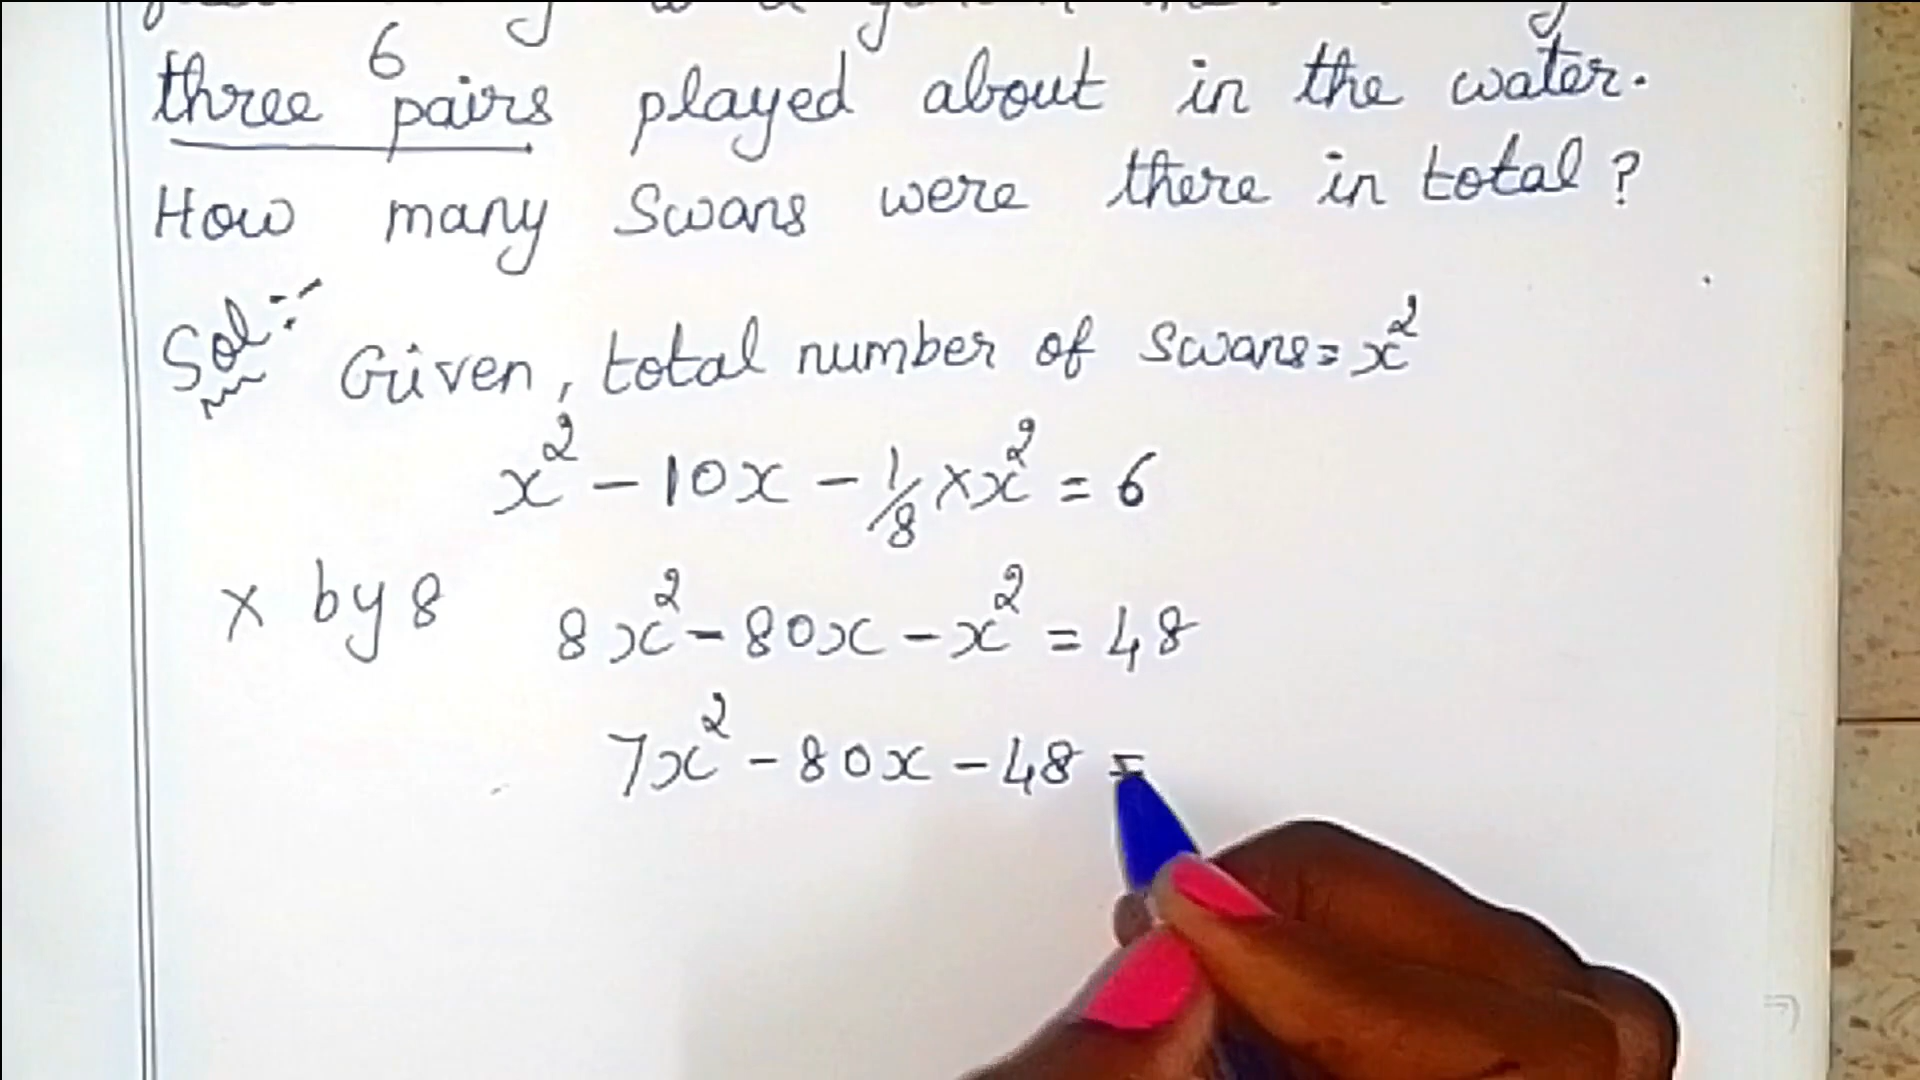 6
three pairs played about in the water.
How many Swans were there in total?
Sol:- Given, total number of Swans = x²
x² - 10x - 1/8 × x² = 6
× by 8 8x² - 80x - x² = 48
7x² - 80x - 48 =